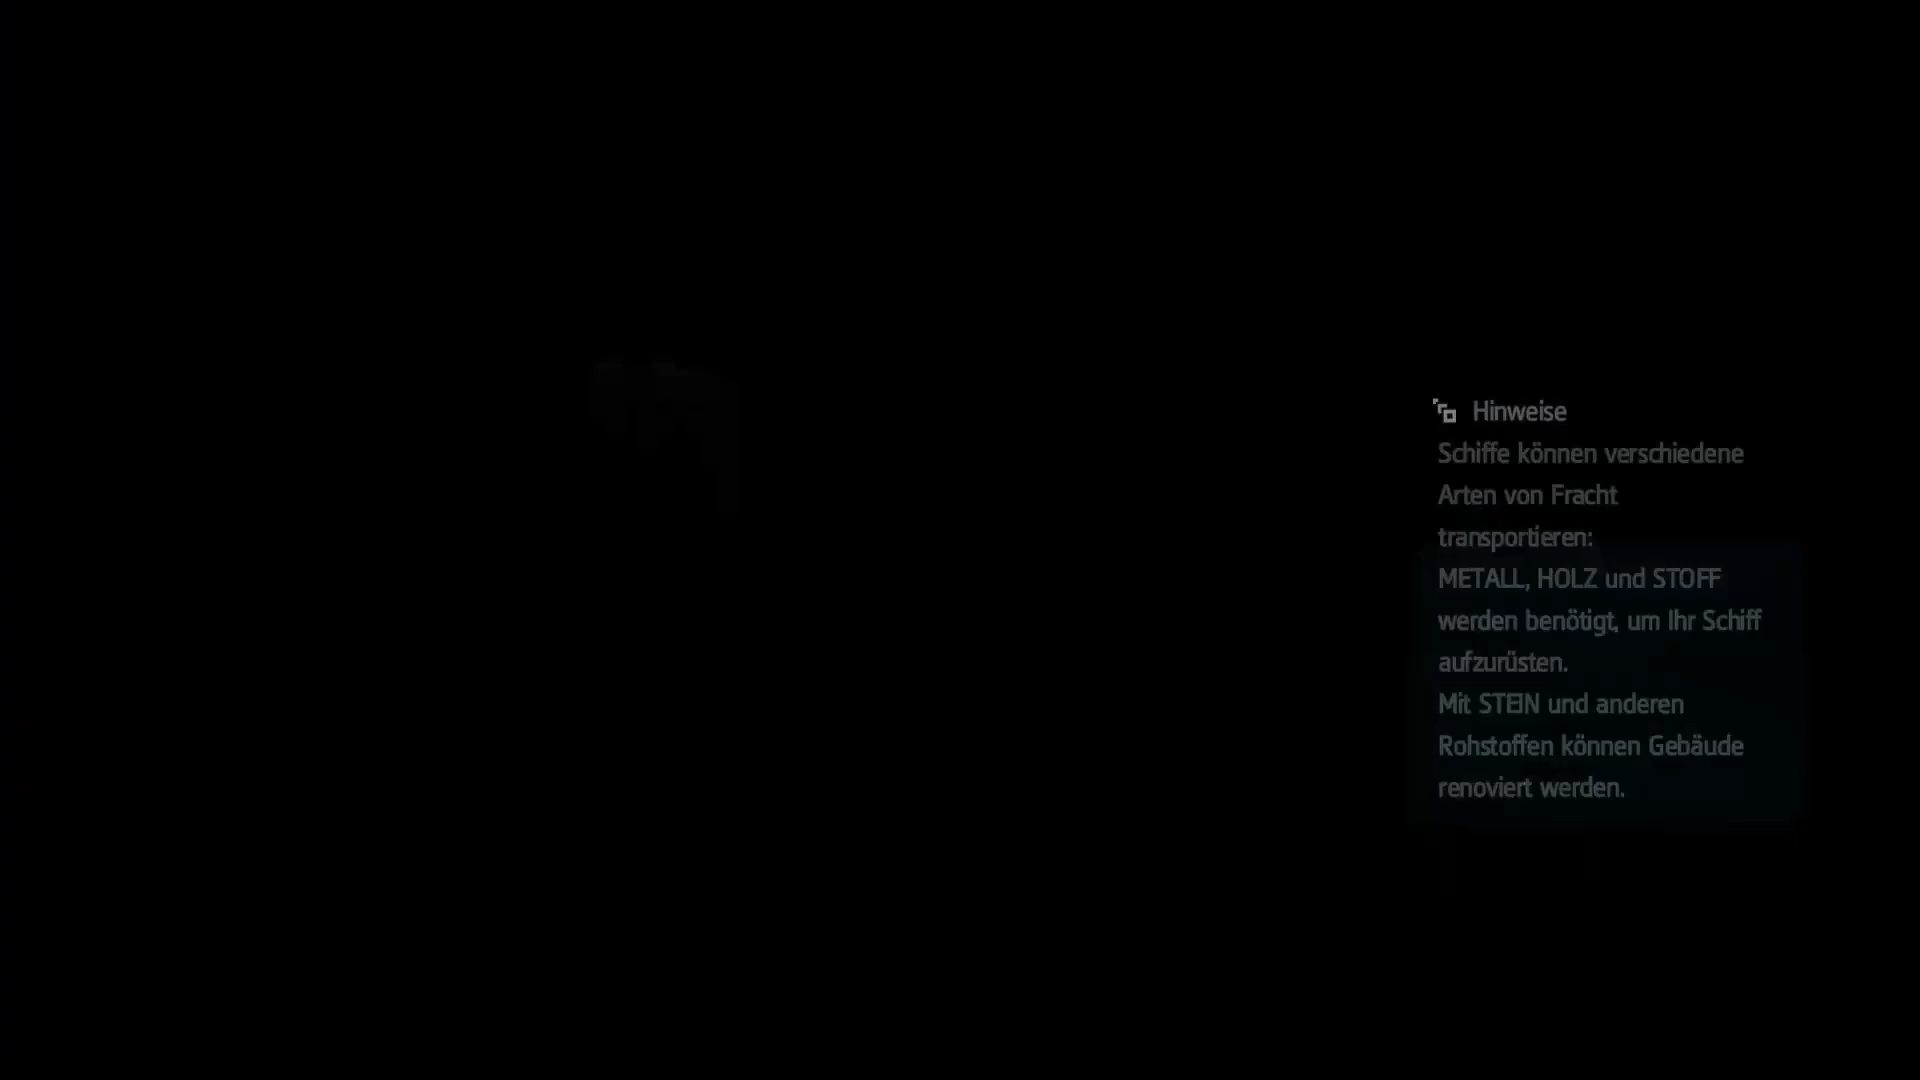 Hinweise
Schiffe können verschiedene
Arten von Fracht
transportieren:
METALL, HOLZ und STOFF
werden benötigt, um Ihr Schiff
aufzurüsten.
Mit STEIN und anderen
Rohstoffen können Gebäude
renoviert werden.